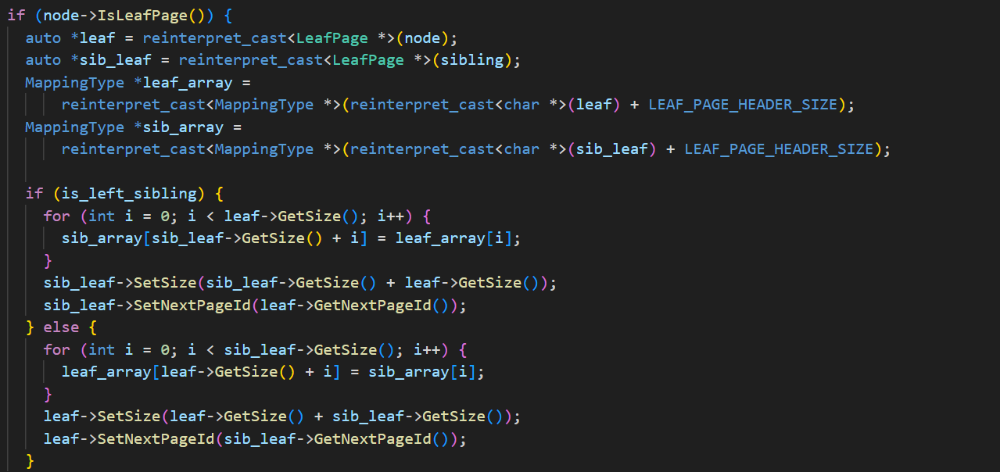 if (node->IsLeafPage()) {
  auto *leaf = reinterpret_cast<LeafPage *>(node);
  auto *sib_leaf = reinterpret_cast<LeafPage *>(sibling);
  MappingType *leaf_array =
      reinterpret_cast<MappingType *>(reinterpret_cast<char *>(leaf) + LEAF_PAGE_HEADER_SIZE);
  MappingType *sib_array =
      reinterpret_cast<MappingType *>(reinterpret_cast<char *>(sib_leaf) + LEAF_PAGE_HEADER_SIZE);

  if (is_left_sibling) {
    for (int i = 0; i < leaf->GetSize(); i++) {
      sib_array[sib_leaf->GetSize() + i] = leaf_array[i];
    }
    sib_leaf->SetSize(sib_leaf->GetSize() + leaf->GetSize());
    sib_leaf->SetNextPageId(leaf->GetNextPageId());
  } else {
    for (int i = 0; i < sib_leaf->GetSize(); i++) {
      leaf_array[leaf->GetSize() + i] = sib_array[i];
    }
    leaf->SetSize(leaf->GetSize() + sib_leaf->GetSize());
    leaf->SetNextPageId(sib_leaf->GetNextPageId());
  }